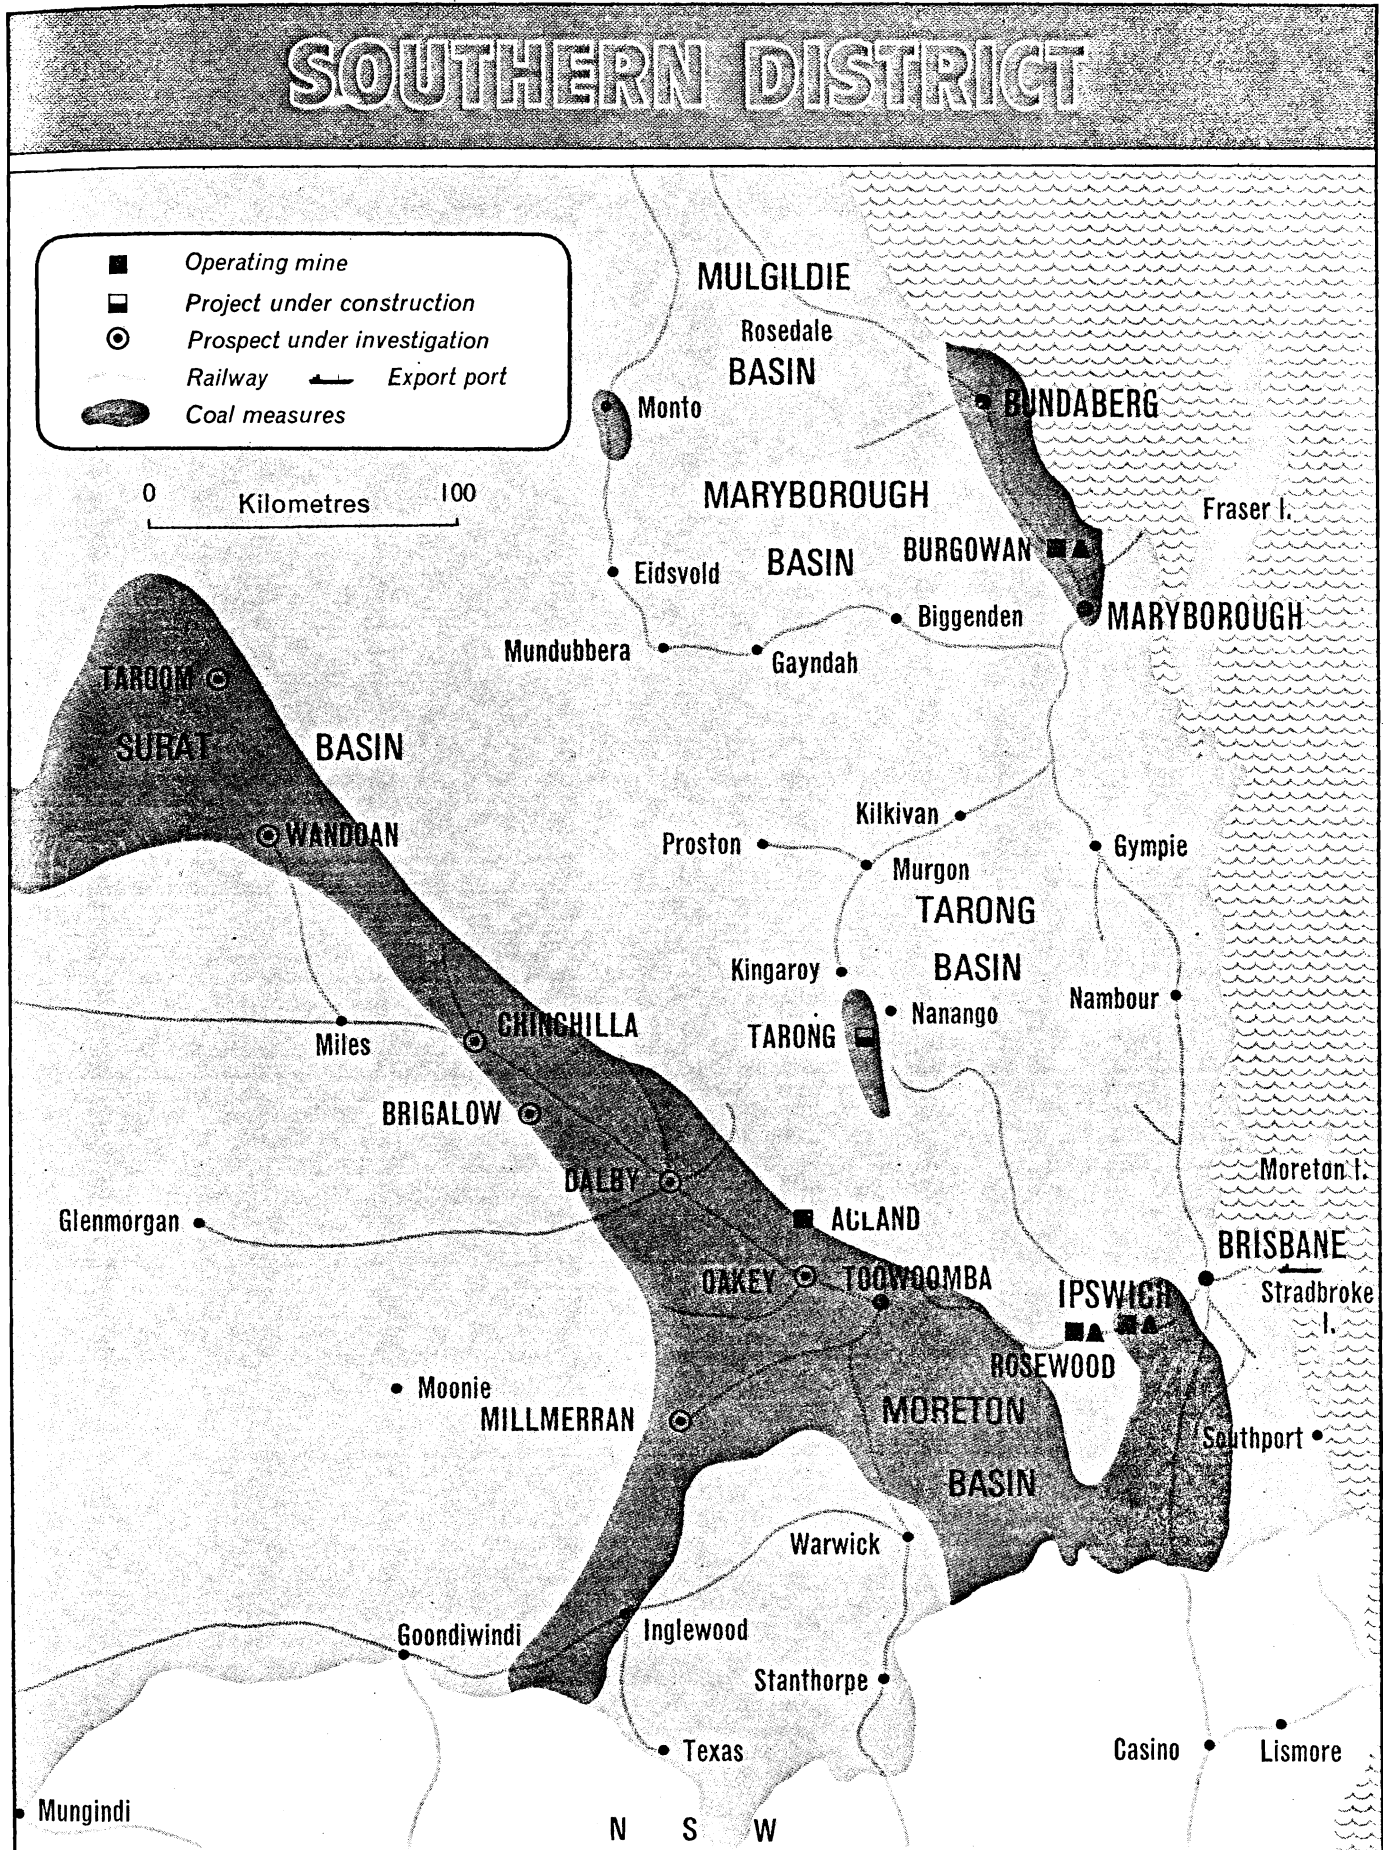 SOUTHERN DISTRICT
Operating mine
Project under construction
Prospect under investigation
Railway Export port
Coal measures
0 Kilometres 100
MULGILDIE
Rosedale
BASIN
Monto
BUNDABERG
MARYBOROUGH
BASIN
Fraser I.
BURGOWAN
Eidsvold
Biggenden
MARYBOROUGH
Mundubbera
Gayndah
TAROOM
SURAT BASIN
WANDOAN
Kilkivan
Proston
Gympie
Murgon
TARONG
BASIN
Kingaroy
Nambour
Nanango
TARONG
CHINCHILLA
Miles
BRIGALOW
DALBY
Moreton I.
Glenmorgan
ACLAND
BRISBANE
OAKEY
TOOWOOMBA
IPSWICH
Stradbroke
I.
ROSEWOOD
Moonie
MILLMERRAN
MORETON
BASIN
Southport
Warwick
Inglewood
Goondiwindi
Stanthorpe
Texas
Casino
Lismore
Mungindi
N S W